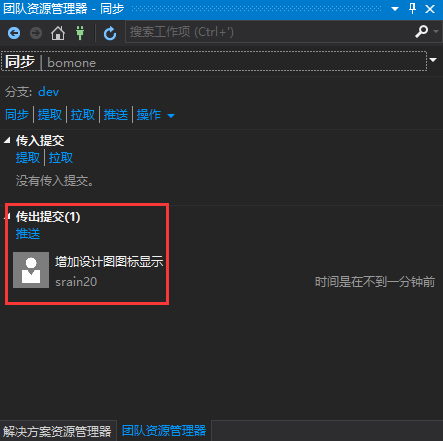 团队资源管理器 - 同步
搜索工作项 (Ctrl+')
同步 | bomone
分支: dev
同步 | 提取 | 拉取 | 推送 | 操作
传入提交
提取 | 拉取
没有传入提交。
传出提交(1)
推送
增加设计图图标显示
srain20 时间是在不到一分钟前
解决方案资源管理器 团队资源管理器